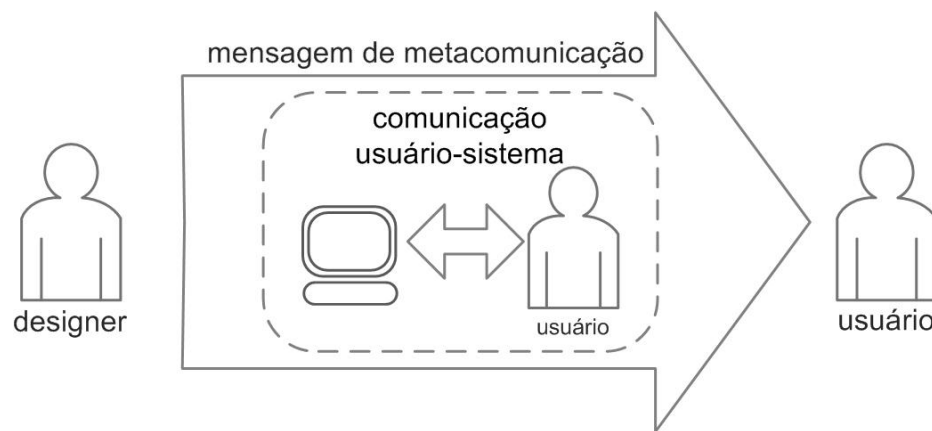 mensagem de metacomunicação
comunicação
usuário-sistema
usuário
designer
usuário